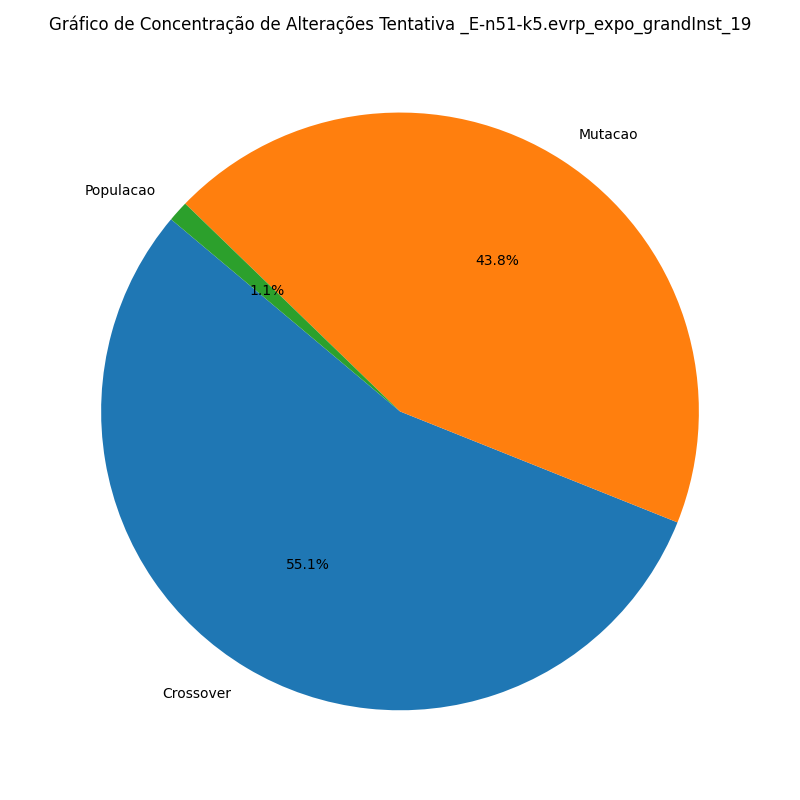 Gráfico de Concentração de Alterações Tentativa _E-n51-k5.evrp_expo_grandInst_19
Mutacao
Populacao
43.8%
1.1%
55.1%
Crossover